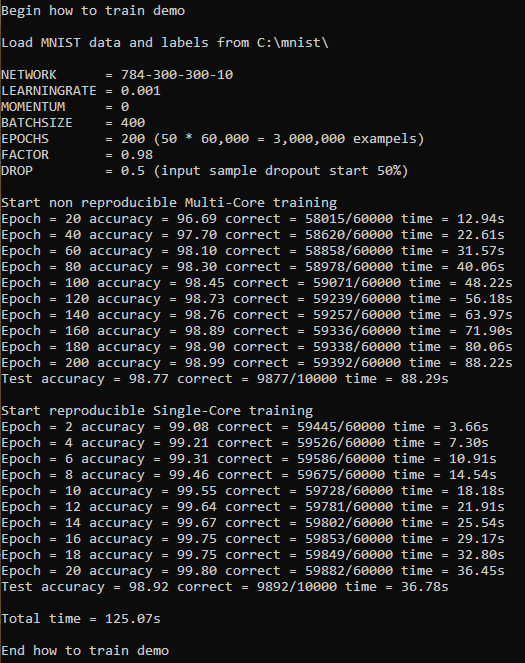 Begin how to train demo
Load MNIST data and labels from C:\mnist\
NETWORK      = 784-300-300-10
LEARNINGRATE = 0.001
MOMENTUM     = 0
BATCHSIZE    = 400
EPOCHS       = 200 (50 * 60,000 = 3,000,000 exampels)
FACTOR       = 0.98
DROP         = 0.5 (input sample dropout start 50%)
Start non reproducible Multi-Core training
Epoch = 20 accuracy = 96.69 correct = 58015/60000 time = 12.94s
Epoch = 40 accuracy = 97.70 correct = 58620/60000 time = 22.61s
Epoch = 60 accuracy = 98.10 correct = 58858/60000 time = 31.57s
Epoch = 80 accuracy = 98.30 correct = 58978/60000 time = 40.06s
Epoch = 100 accuracy = 98.45 correct = 59071/60000 time = 48.22s
Epoch = 120 accuracy = 98.73 correct = 59239/60000 time = 56.18s
Epoch = 140 accuracy = 98.76 correct = 59257/60000 time = 63.97s
Epoch = 160 accuracy = 98.89 correct = 59336/60000 time = 71.90s
Epoch = 180 accuracy = 98.90 correct = 59338/60000 time = 80.06s
Epoch = 200 accuracy = 98.99 correct = 59392/60000 time = 88.22s
Test accuracy = 98.77 correct = 9877/10000 time = 88.29s
Start reproducible Single-Core training
Epoch = 2 accuracy = 99.08 correct = 59445/60000 time = 3.66s
Epoch = 4 accuracy = 99.21 correct = 59526/60000 time = 7.30s
Epoch = 6 accuracy = 99.31 correct = 59586/60000 time = 10.91s
Epoch = 8 accuracy = 99.46 correct = 59675/60000 time = 14.54s
Epoch = 10 accuracy = 99.55 correct = 59728/60000 time = 18.18s
Epoch = 12 accuracy = 99.64 correct = 59781/60000 time = 21.91s
Epoch = 14 accuracy = 99.67 correct = 59802/60000 time = 25.54s
Epoch = 16 accuracy = 99.75 correct = 59853/60000 time = 29.17s
Epoch = 18 accuracy = 99.75 correct = 59849/60000 time = 32.80s
Epoch = 20 accuracy = 99.80 correct = 59882/60000 time = 36.45s
Test accuracy = 98.92 correct = 9892/10000 time = 36.78s
Total time = 125.07s
End how to train demo